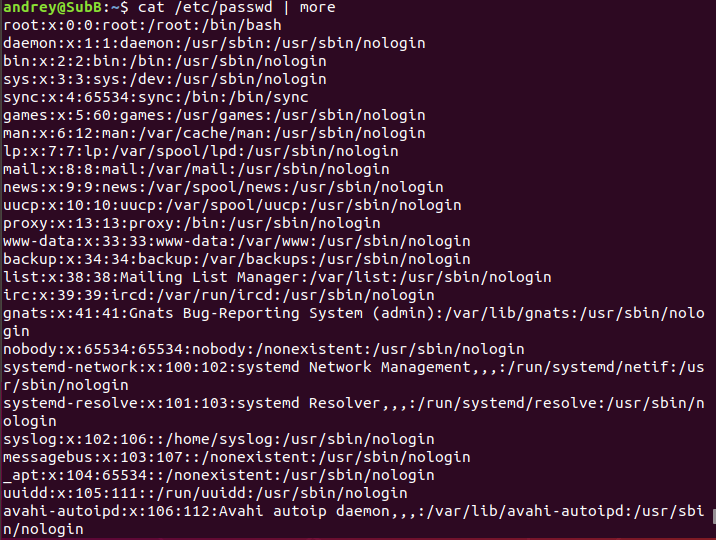 andrey@SubB:~$ cat /etc/passwd | more
root:x:0:0:root:/root:/bin/bash
daemon:x:1:1:daemon:/usr/sbin:/usr/sbin/nologin
bin:x:2:2:bin:/bin:/usr/sbin/nologin
sys:x:3:3:sys:/dev:/usr/sbin/nologin
sync:x:4:65534:sync:/bin:/bin/sync
games:x:5:60:games:/usr/games:/usr/sbin/nologin
man:x:6:12:man:/var/cache/man:/usr/sbin/nologin
lp:x:7:7:lp:/var/spool/lpd:/usr/sbin/nologin
mail:x:8:8:mail:/var/mail:/usr/sbin/nologin
news:x:9:9:news:/var/spool/news:/usr/sbin/nologin
uucp:x:10:10:uucp:/var/spool/uucp:/usr/sbin/nologin
proxy:x:13:13:proxy:/bin:/usr/sbin/nologin
www-data:x:33:33:www-data:/var/www:/usr/sbin/nologin
backup:x:34:34:backup:/var/backups:/usr/sbin/nologin
list:x:38:38:Mailing List Manager:/var/list:/usr/sbin/nologin
irc:x:39:39:ircd:/var/run/ircd:/usr/sbin/nologin
gnats:x:41:41:Gnats Bug-Reporting System (admin):/var/lib/gnats:/usr/sbin/nolo
gin
nobody:x:65534:65534:nobody:/nonexistent:/usr/sbin/nologin
systemd-network:x:100:102:systemd Network Management,,,:/run/systemd/netif:/us
r/sbin/nologin
systemd-resolve:x:101:103:systemd Resolver,,,:/run/systemd/resolve:/usr/sbin/n
ologin
syslog:x:102:106::/home/syslog:/usr/sbin/nologin
messagebus:x:103:107::/nonexistent:/usr/sbin/nologin
_apt:x:104:65534::/nonexistent:/usr/sbin/nologin
uuidd:x:105:111::/run/uuidd:/usr/sbin/nologin
avahi-autoipd:x:106:112:Avahi autoip daemon,,,:/var/lib/avahi-autoipd:/usr/sbi
n/nologin